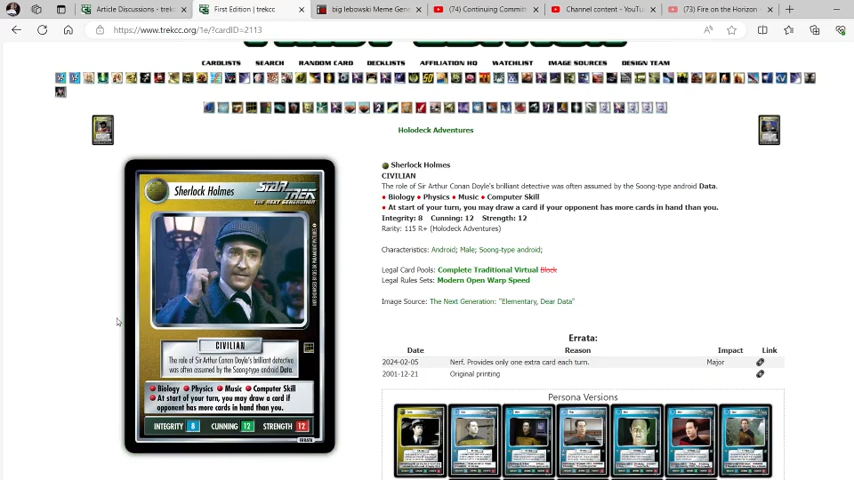 Article Discussions - trekc
First Edition | trekcc
big lebowski Meme Gene
(74) Continuing Commit
Channel content - YouTu
(73) Fire on the Horizon
https://www.trekcc.org/1e/?cardID=2113
CARDLISTS SEARCH RANDOM CARD DECKLISTS AFFILIATION HQ WATCHLIST IMAGE SOURCES DESIGN TEAM
Holodeck Adventures
Sherlock Holmes
STAR TREK
THE NEXT GENERATION
CIVILIAN
The role of Sir Arthur Conan Doyle's brilliant detective
was often assumed by the Soong-type android Data.
Biology Physics Music Computer Skill
At start of your turn, you may draw a card if
opponent has more cards in hand than you.
INTEGRITY 8 CUNNING 12 STRENGTH 12
Sherlock Holmes
CIVILIAN
The role of Sir Arthur Conan Doyle's brilliant detective was often assumed by the Soong-type android Data.
• Biology • Physics • Music • Computer Skill
• At start of your turn, you may draw a card if your opponent has more cards in hand than you.
Integrity: 8 Cunning: 12 Strength: 12
Rarity: 115 R+ (Holodeck Adventures)
Characteristics: Android; Male; Soong-type android;
Legal Card Pools: Complete Traditional Virtual Block
Legal Rules Sets: Modern Open Warp Speed
Image Source: The Next Generation: "Elementary, Dear Data"
Errata:
Date Reason Impact Link
2024-02-05 Nerf. Provides only one extra card each turn. Major
2001-12-21 Original printing
Persona Versions